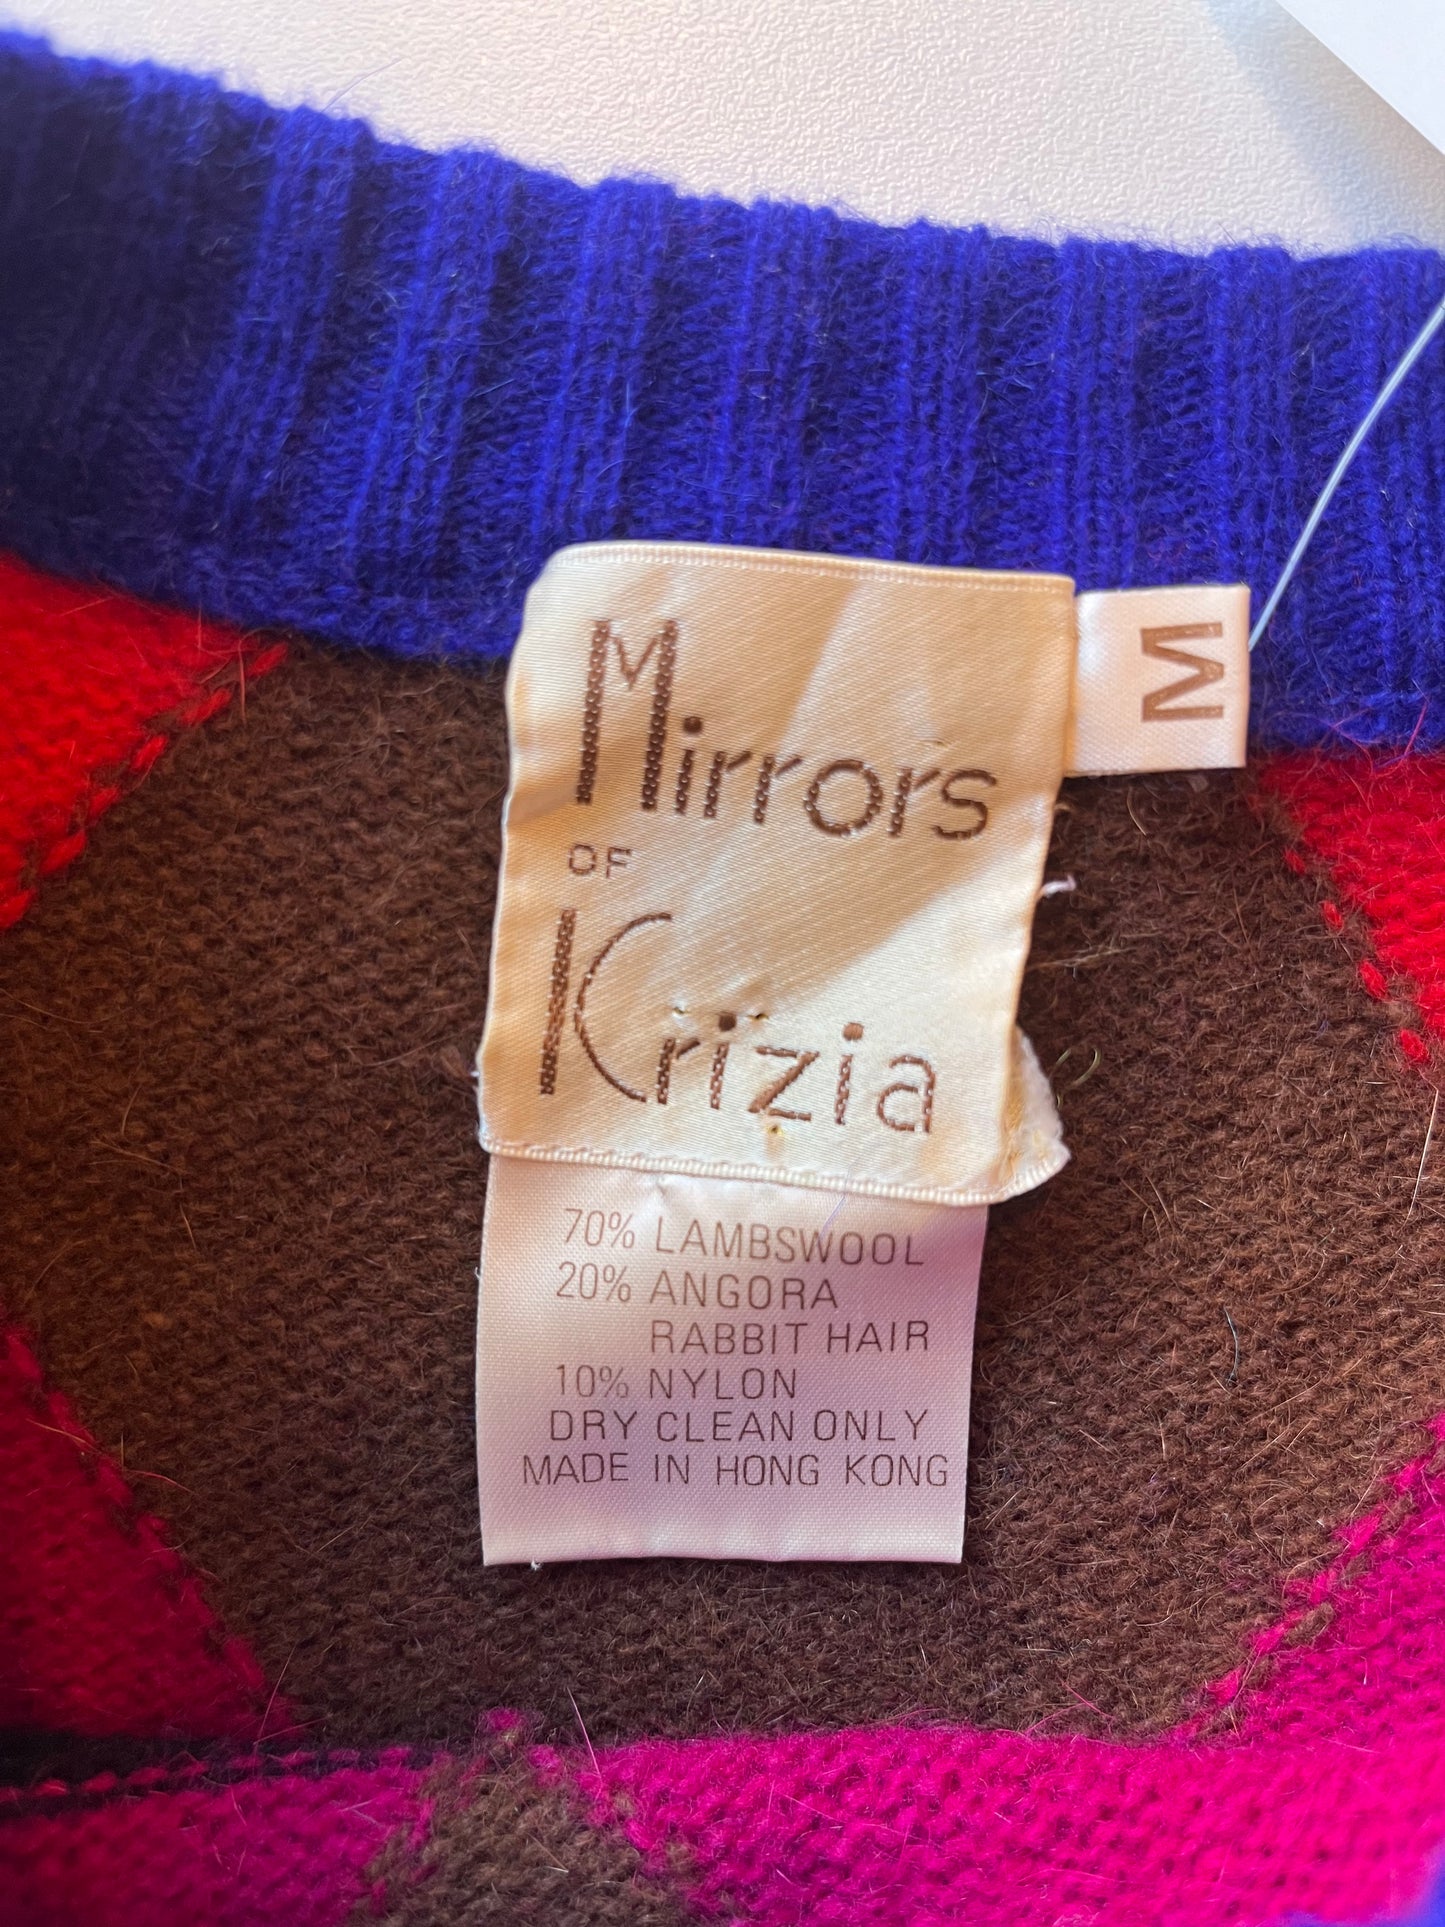 Mirrors
OF
Krizia
M
70% LAMBSWOOL
20% ANGORA
RABBIT HAIR
10% NYLON
DRY CLEAN ONLY
MADE IN HONG KONG